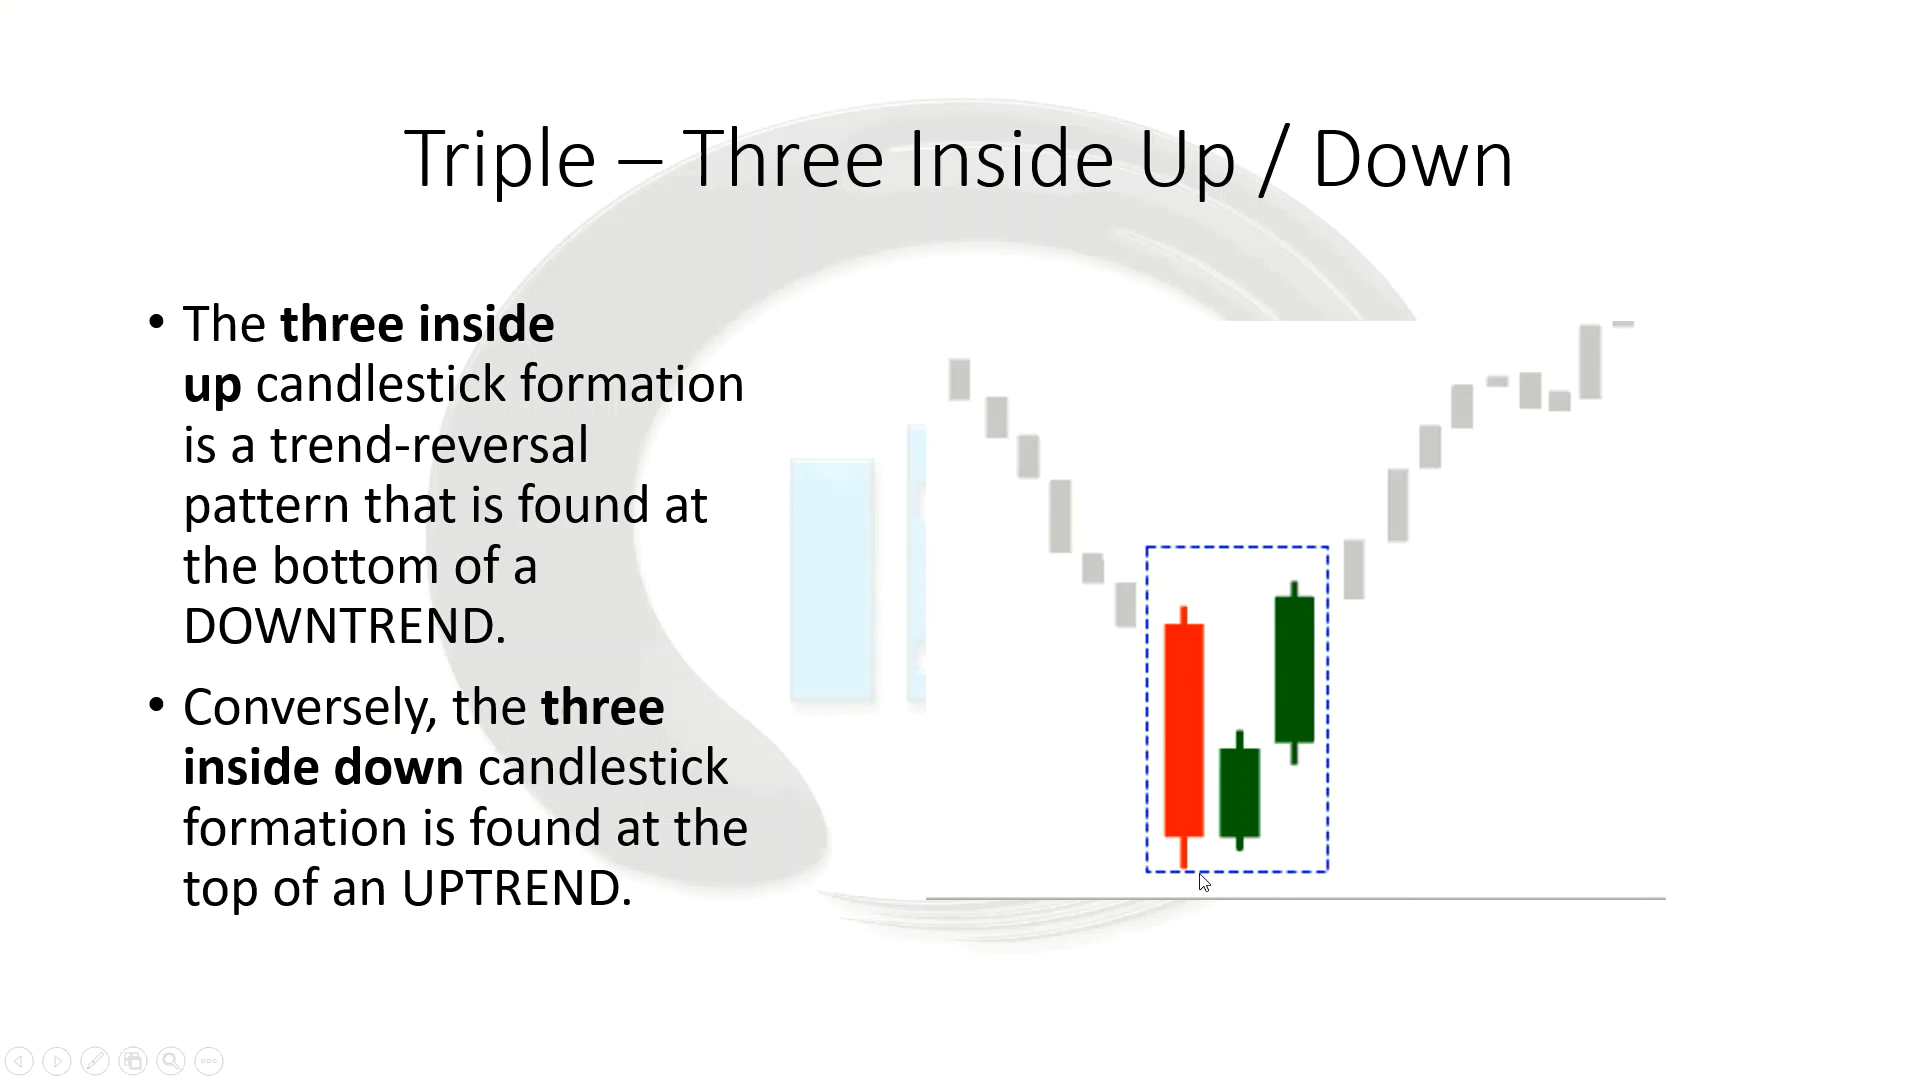 Triple – Three Inside Up / Down
• The three inside
up candlestick formation
is a trend-reversal
pattern that is found at
the bottom of a
DOWNTREND.
• Conversely, the three
inside down candlestick
formation is found at the
top of an UPTREND.